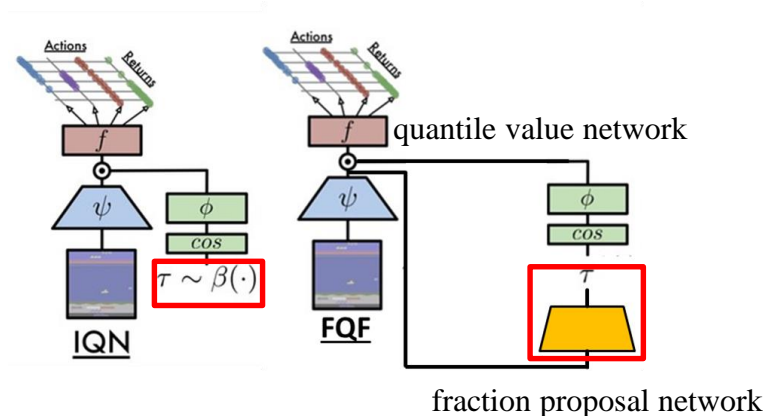 Actions
Returns
f
ψ
ϕ
cos
τ ∼ β(·)
IQN
Actions
Returns
f
quantile value network
ψ
ϕ
cos
τ
FQF
fraction proposal network